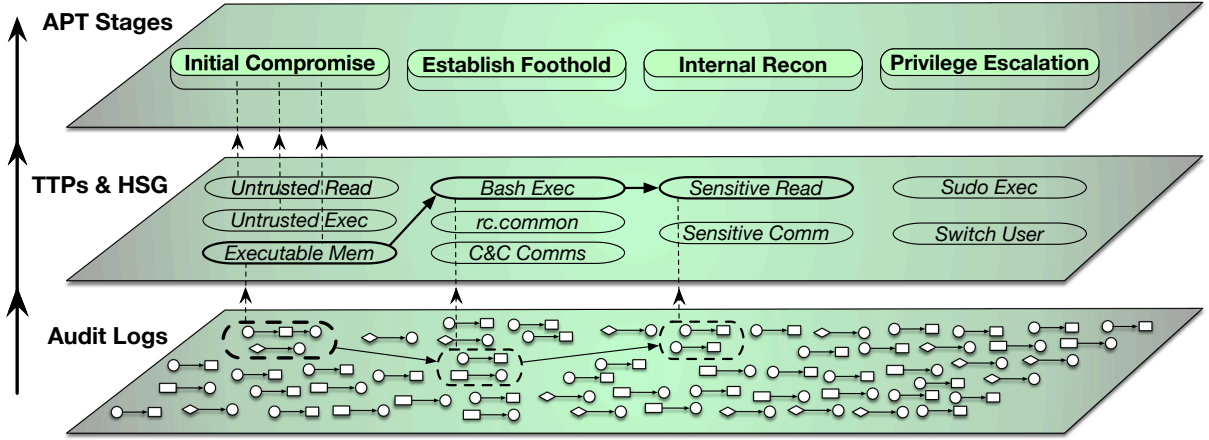 APT Stages
Initial Compromise
Establish Foothold
Internal Recon
Privilege Escalation
TTPs & HSG
Untrusted Read
Bash Exec
Sensitive Read
Sudo Exec
Untrusted Exec
rc.common
Sensitive Comm
Switch User
Executable Mem
C&C Comms
Audit Logs